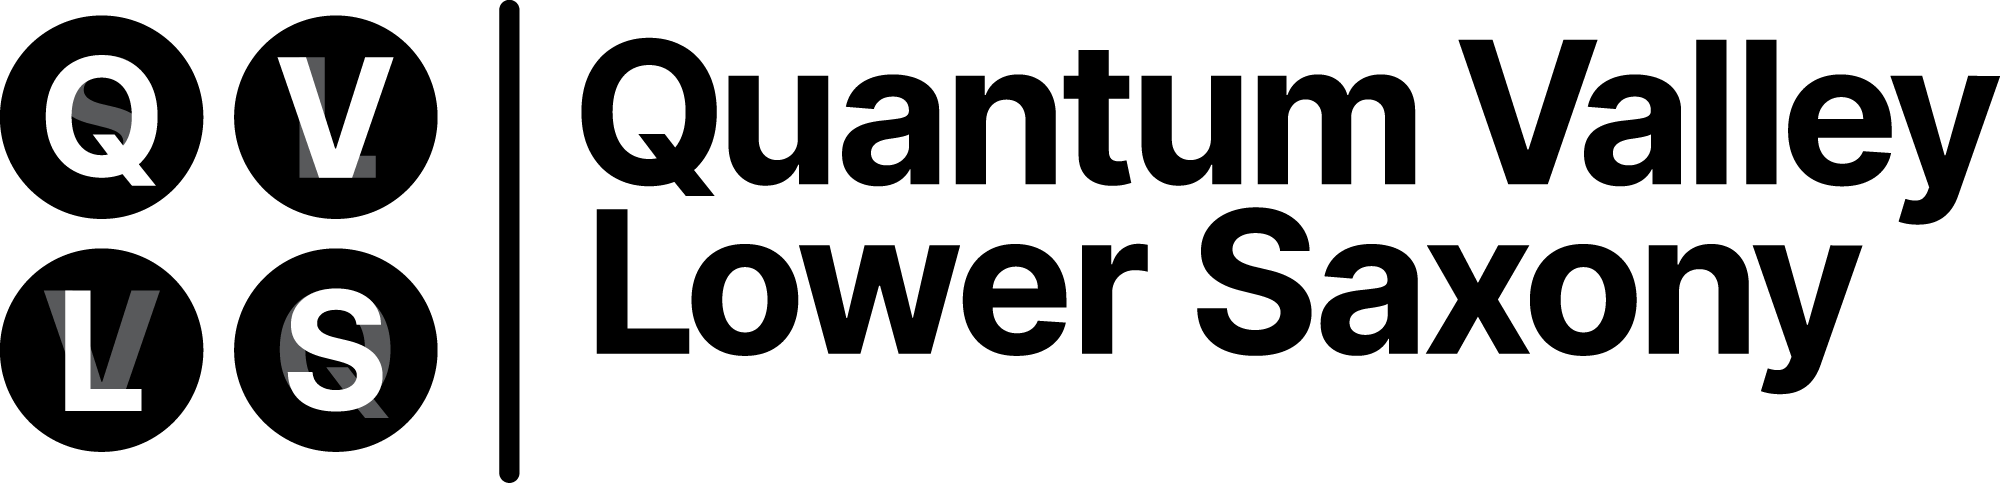 Q V
L S
Quantum Valley
Lower Saxony